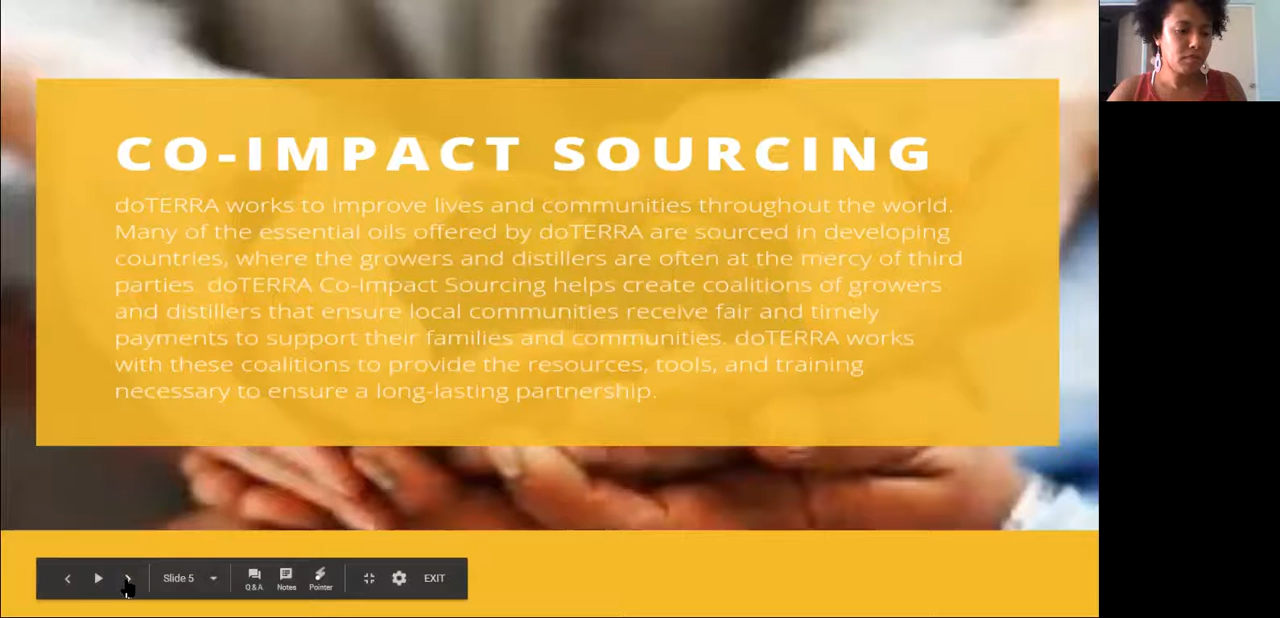 CO-IMPACT SOURCING
doTERRA works to improve lives and communities throughout the world.
Many of the essential oils offered by doTERRA are sourced in developing
countries, where the growers and distillers are often at the mercy of third
parties. doTERRA Co-Impact Sourcing helps create coalitions of growers
and distillers that ensure local communities receive fair and timely
payments to support their families and communities. doTERRA works
with these coalitions to provide the resources, tools, and training
necessary to ensure a long-lasting partnership.
Slide 5
Q&A
Notes
Pointer
EXIT